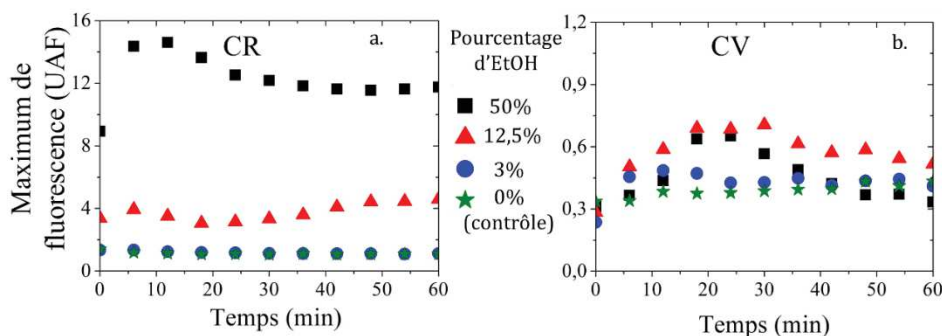 Maximum de
fluorescence (UAF)
16
12
8
4
0
CR
a.
0 10 20 30 40 50 60
Temps (min)
Pourcentage
d'EtOH
50%
12,5%
3%
0%
(contrôle)
1,2
0,9
0,6
0,3
0,0
CV
b.
0 10 20 30 40 50 60
Temps (min)